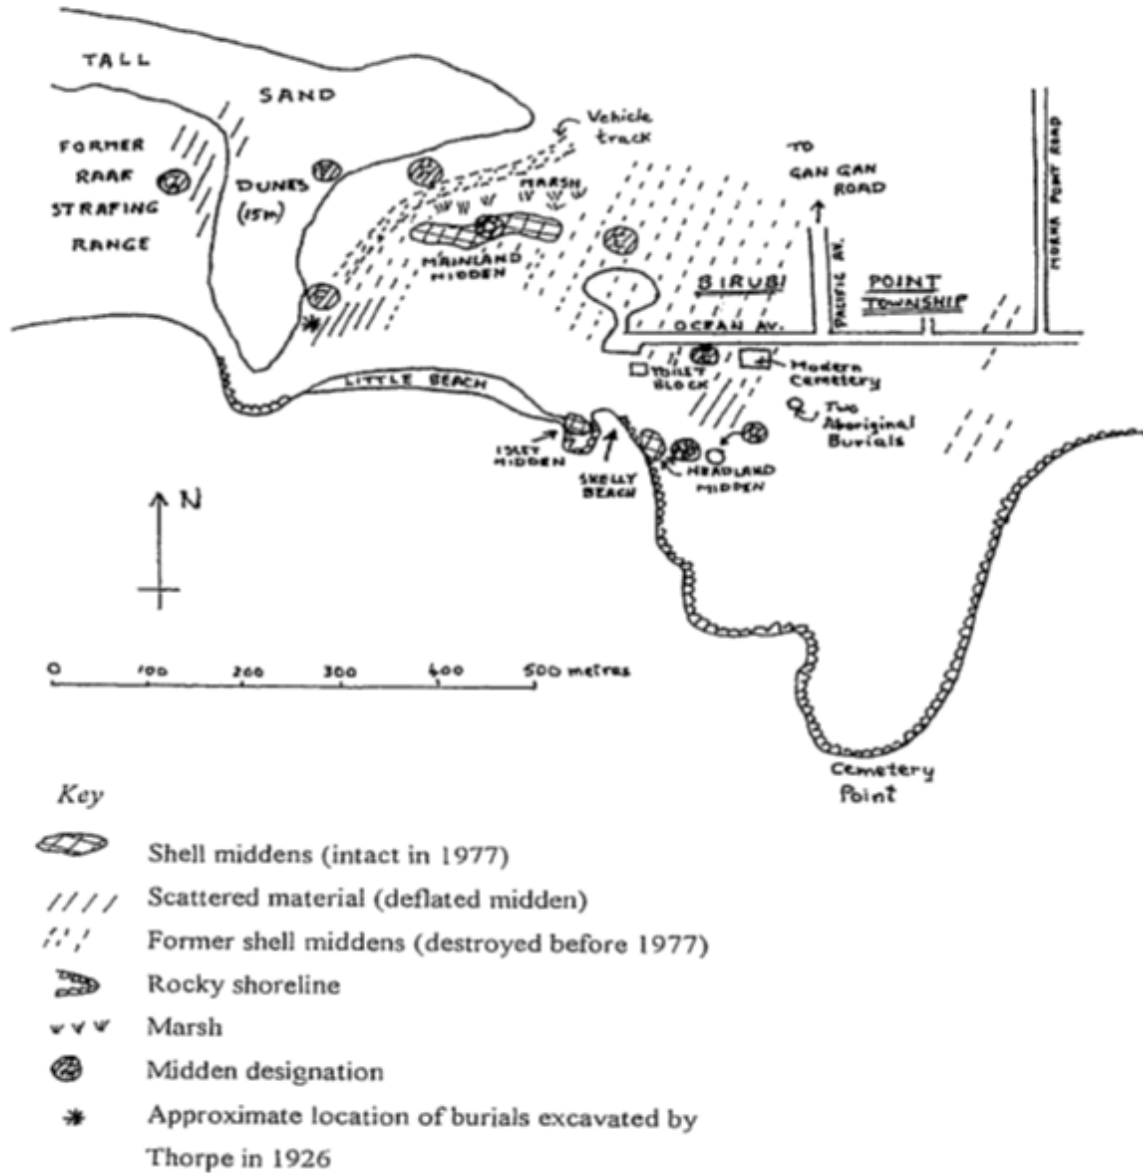 TALL
SAND
FORMER
RAAF
STRAFING
RANGE
DUNES
(15m)
Vehicle
track
MARSH
MAINLAND
MIDDEN
TO
GAN GAN
ROAD
MORNA POINT ROAD
PACIFIC AV.
BIRUBI
POINT
TOWNSHIP
OCEAN AV.
TOILET
BLOCK
Modern
Cemetery
Two
Aboriginal
Burials
LITTLE BEACH
ISLET
MIDDEN
SKELLY
BEACH
HEADLAND
MIDDEN
N
0 100 200 300 400 500 metres
Cemetery
Point
Key
Shell middens (intact in 1977)
Scattered material (deflated midden)
Former shell middens (destroyed before 1977)
Rocky shoreline
Marsh
Midden designation
Approximate location of burials excavated by
Thorpe in 1926